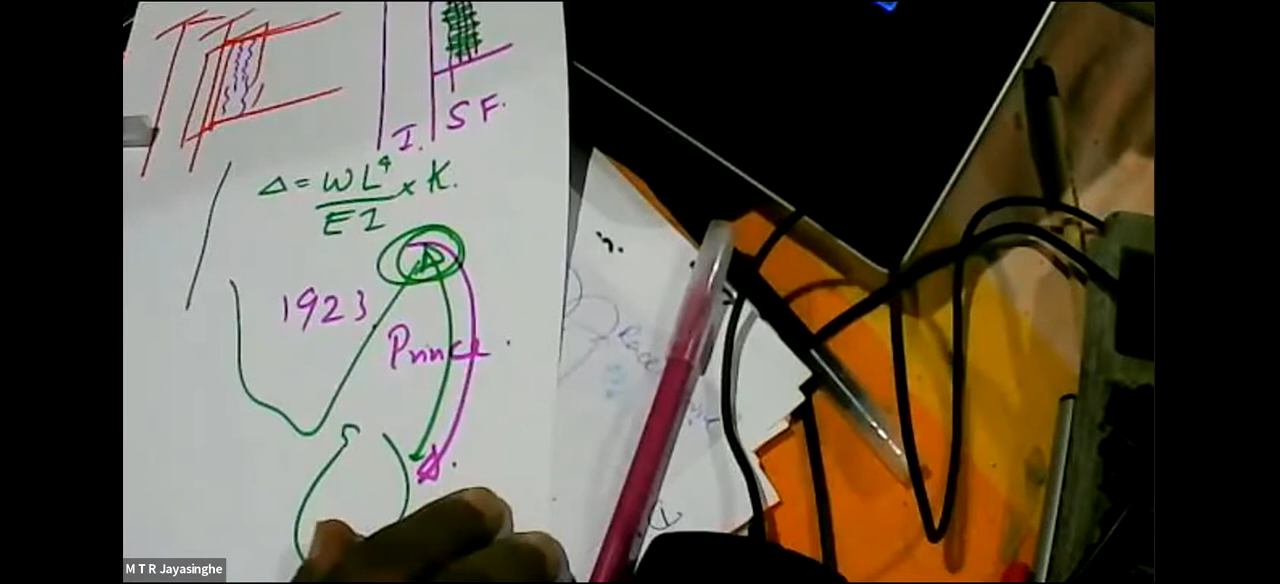 I.
SF.
Δ = WL⁴ / EI × K.
1923
Prince.
M T R Jayasinghe